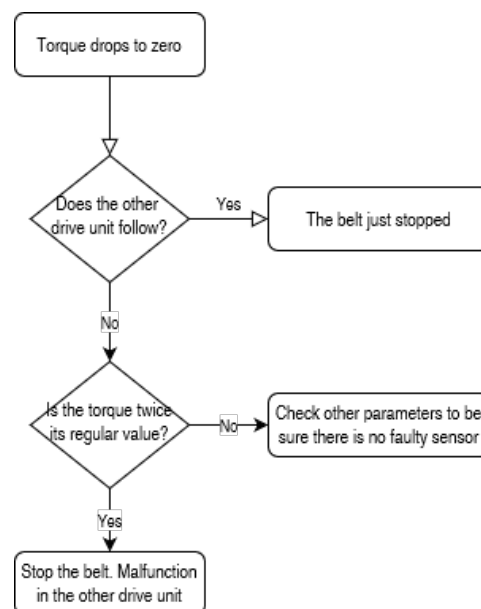 Torque drops to zero
Does the other
drive unit follow?
Yes
The belt just stopped
No
Is the torque twice
its regular value?
No
Check other parameters to be
sure there is no faulty sensor
Yes
Stop the belt. Malfunction
in the other drive unit